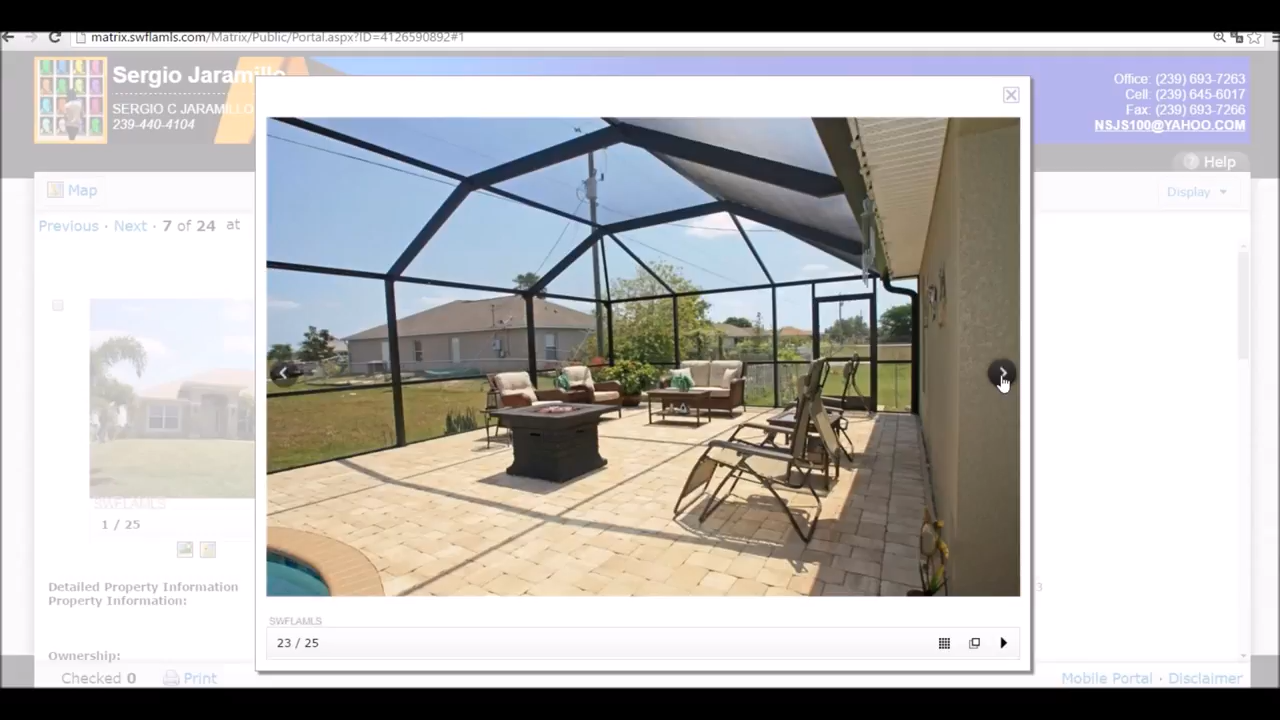 matrix.swflamls.com/Matrix/Public/Portal.aspx?ID=4126590892#1
Sergio Jaramillo
SERGIO C JARAMILLO
239-440-4104
Office: (239) 693-7263
Cell: (239) 645-6017
Fax: (239) 693-7266
NSJS100@YAHOO.COM
? Help
Map
Display
Previous · Next · 7 of 24 at
SWFLAMLS
1 / 25
Detailed Property Information
Property Information:
Ownership:
SWFLAMLS
23 / 25
Checked 0
Print
Mobile Portal · Disclaimer